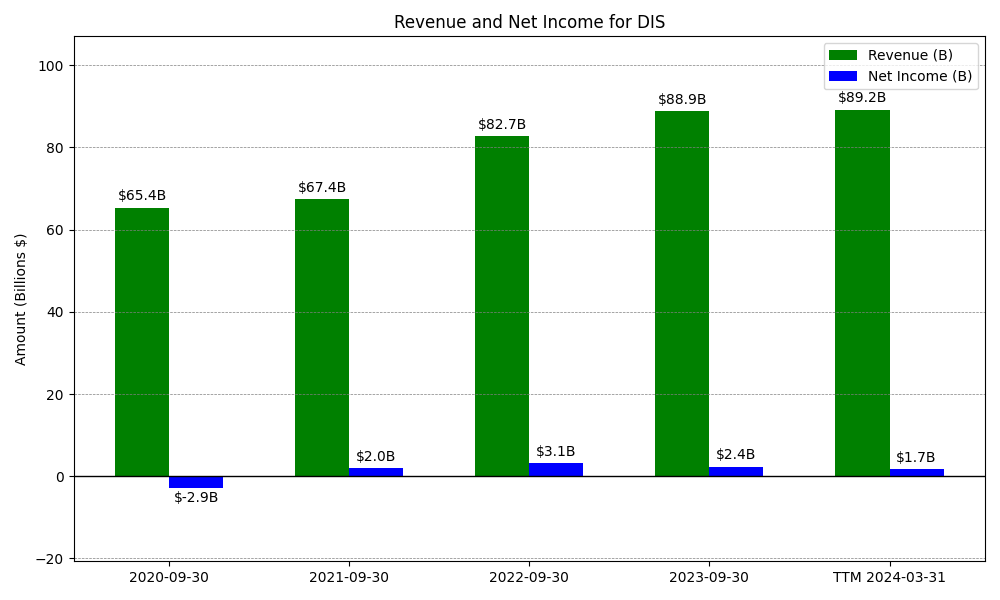 Revenue and Net Income for DIS
Revenue (B)
Net Income (B)
Amount (Billions $)
100
80
60
40
20
0
−20
$65.4B
$67.4B
$82.7B
$88.9B
$89.2B
$-2.9B
$2.0B
$3.1B
$2.4B
$1.7B
2020-09-30
2021-09-30
2022-09-30
2023-09-30
TTM 2024-03-31